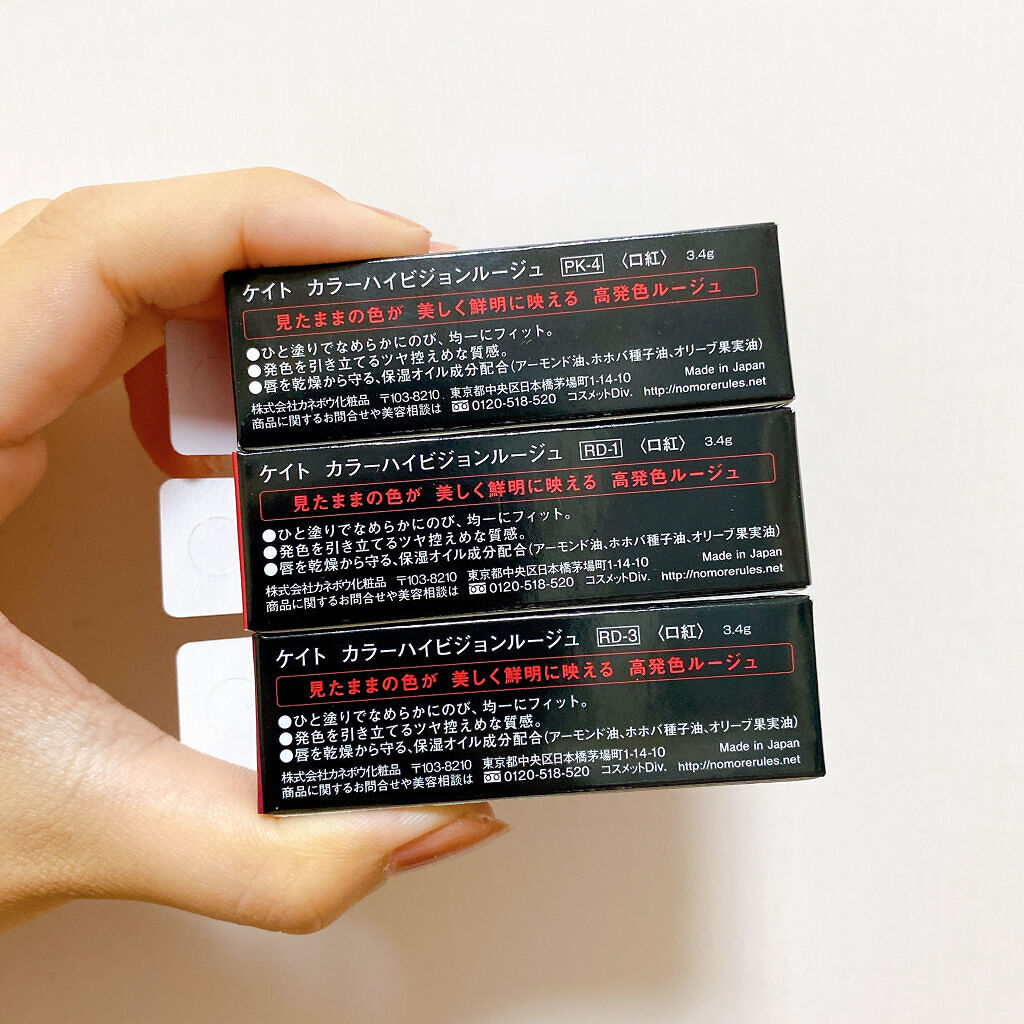 ケイト カラーハイビジョンルージュ PK-4 〈口紅〉 3.4g
見たままの色が 美しく鮮明に映える 高発色ルージュ
●ひと塗りでなめらかにのび、均一にフィット。
●発色を引き立てるツヤ控えめな質感。
●唇を乾燥から守る、保湿オイル成分配合(アーモンド油、ホホバ種子油、オリーブ果実油)
Made in Japan
株式会社カネボウ化粧品 〒103-8210 東京都中央区日本橋茅場町1-14-10
商品に関するお問合せや美容相談は 0120-518-520 コスメットDiv. http://nomorerules.net
ケイト カラーハイビジョンルージュ RD-1 〈口紅〉 3.4g
見たままの色が 美しく鮮明に映える 高発色ルージュ
●ひと塗りでなめらかにのび、均一にフィット。
●発色を引き立てるツヤ控えめな質感。
●唇を乾燥から守る、保湿オイル成分配合(アーモンド油、ホホバ種子油、オリーブ果実油)
Made in Japan
株式会社カネボウ化粧品 〒103-8210 東京都中央区日本橋茅場町1-14-10
商品に関するお問合せや美容相談は 0120-518-520 コスメットDiv. http://nomorerules.net
ケイト カラーハイビジョンルージュ RD-3 〈口紅〉 3.4g
見たままの色が 美しく鮮明に映える 高発色ルージュ
●ひと塗りでなめらかにのび、均一にフィット。
●発色を引き立てるツヤ控えめな質感。
●唇を乾燥から守る、保湿オイル成分配合(アーモンド油、ホホバ種子油、オリーブ果実油)
Made in Japan
株式会社カネボウ化粧品 〒103-8210 東京都中央区日本橋茅場町1-14-10
商品に関するお問合せや美容相談は 0120-518-520 コスメットDiv. http://nomorerules.net